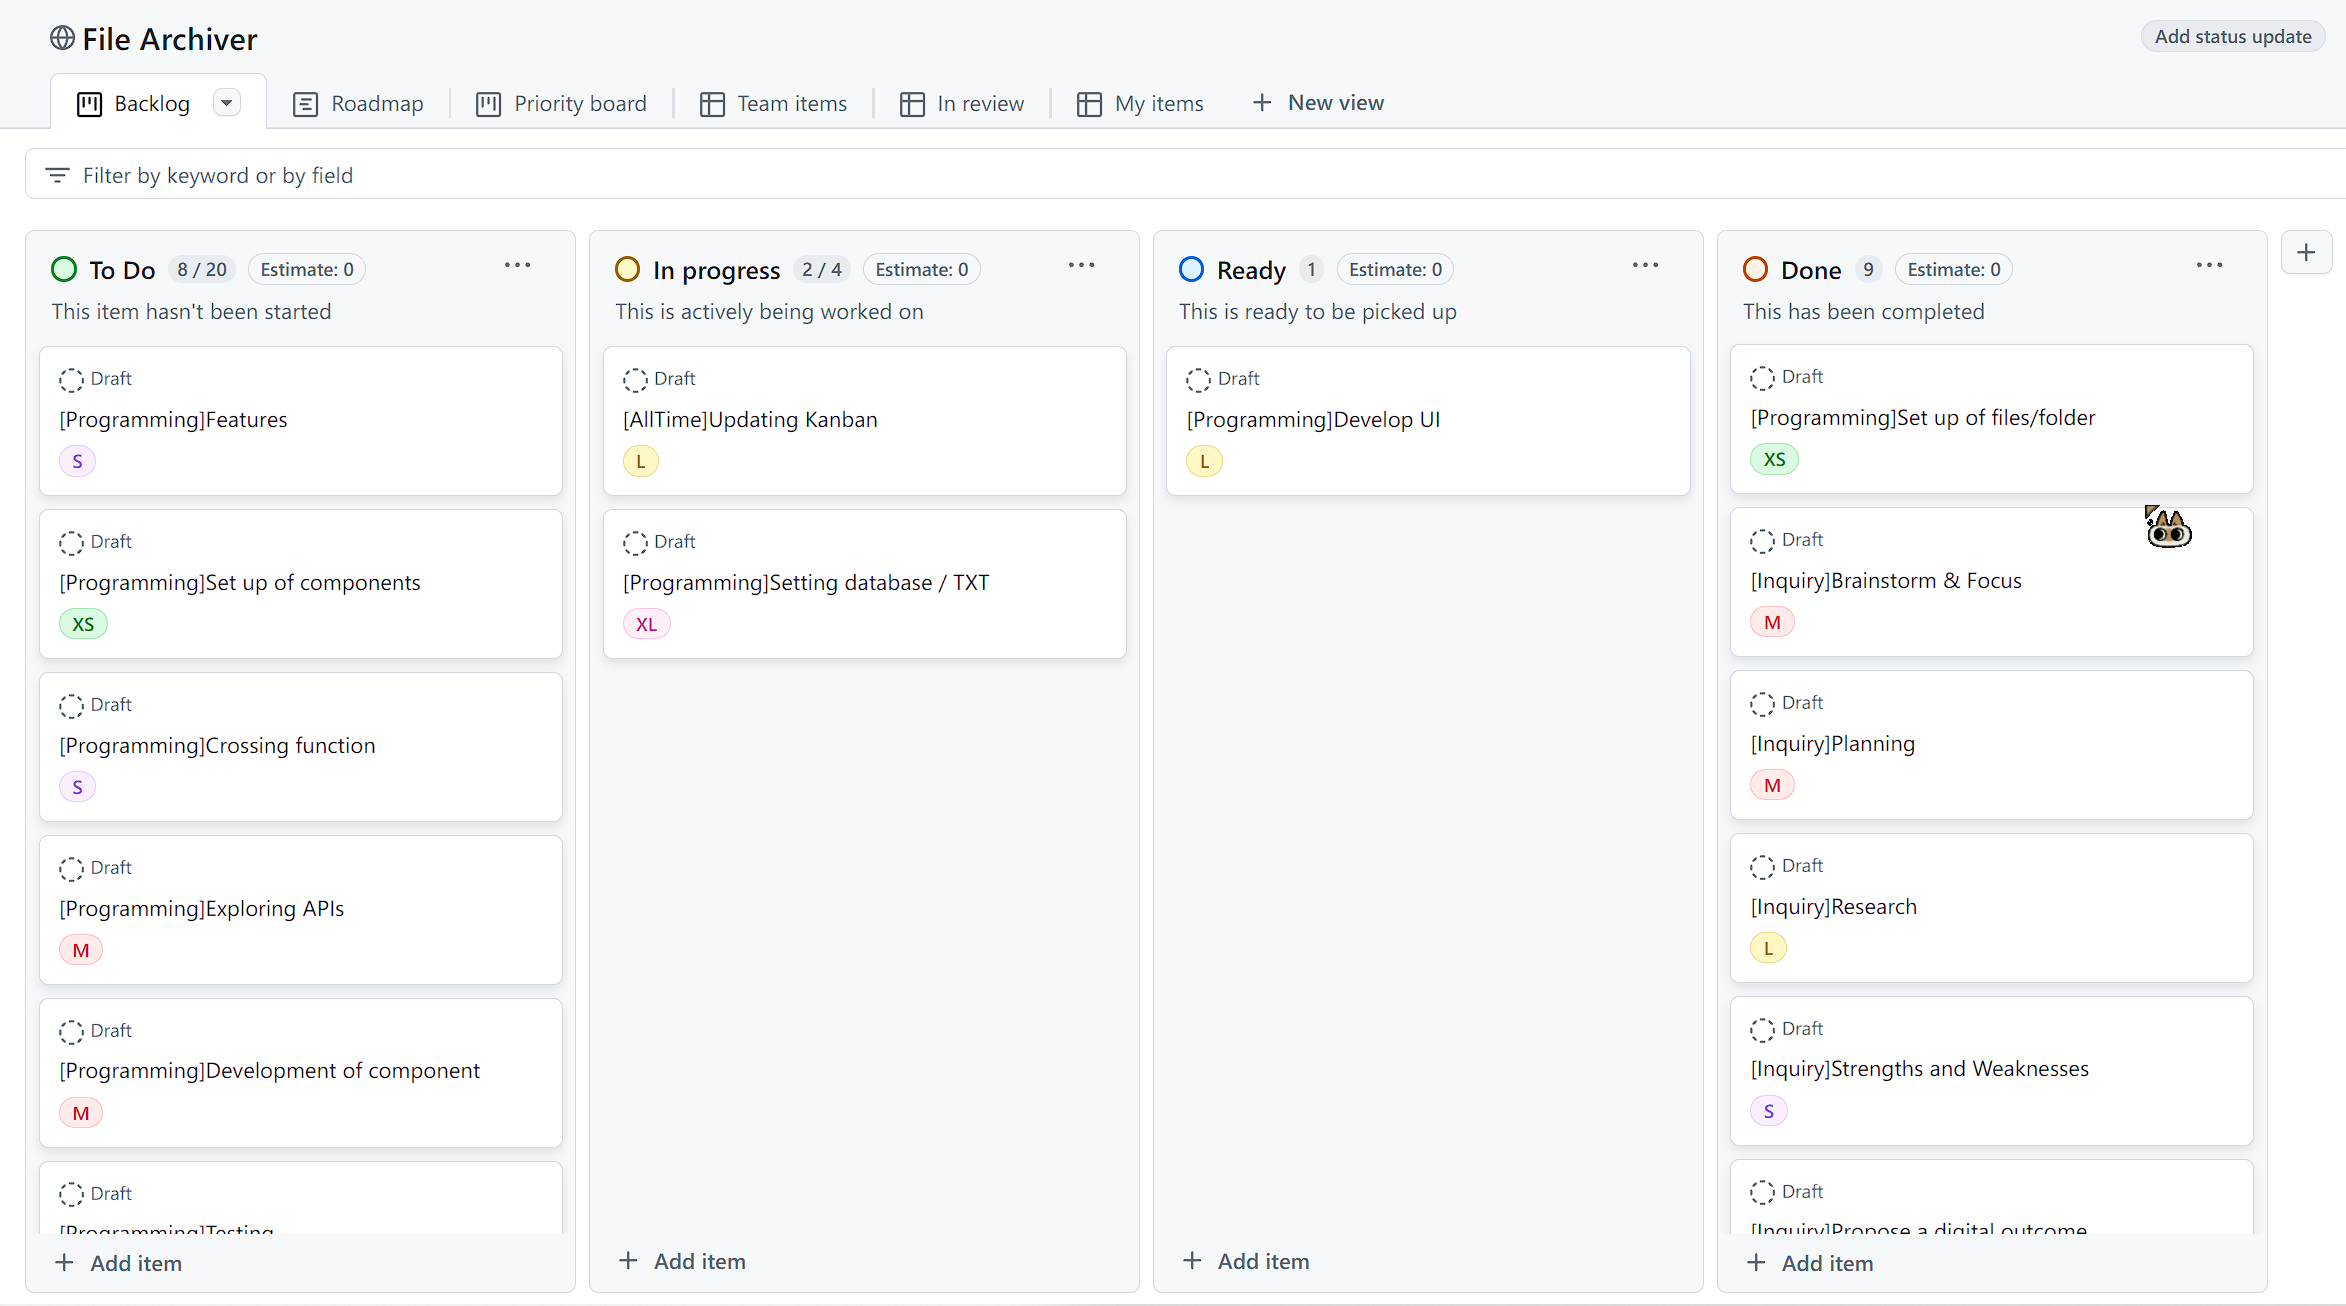 File Archiver
Add status update
Backlog
Roadmap
Priority board
Team items
In review
My items
New view
Filter by keyword or by field
To Do 8 / 20 Estimate: 0
This item hasn't been started
Draft
[Programming]Features
S
Draft
[Programming]Set up of components
XS
Draft
[Programming]Crossing function
S
Draft
[Programming]Exploring APIs
M
Draft
[Programming]Development of component
M
Draft
[Programming]Testing
Add item
In progress 2 / 4 Estimate: 0
This is actively being worked on
Draft
[AllTime]Updating Kanban
L
Draft
[Programming]Setting database / TXT
XL
Add item
Ready 1 Estimate: 0
This is ready to be picked up
Draft
[Programming]Develop UI
L
Add item
Done 9 Estimate: 0
This has been completed
Draft
[Programming]Set up of files/folder
XS
Draft
[Inquiry]Brainstorm & Focus
M
Draft
[Inquiry]Planning
M
Draft
[Inquiry]Research
L
Draft
[Inquiry]Strengths and Weaknesses
S
Draft
[Inquiry]Propose a digital outcome
Add item